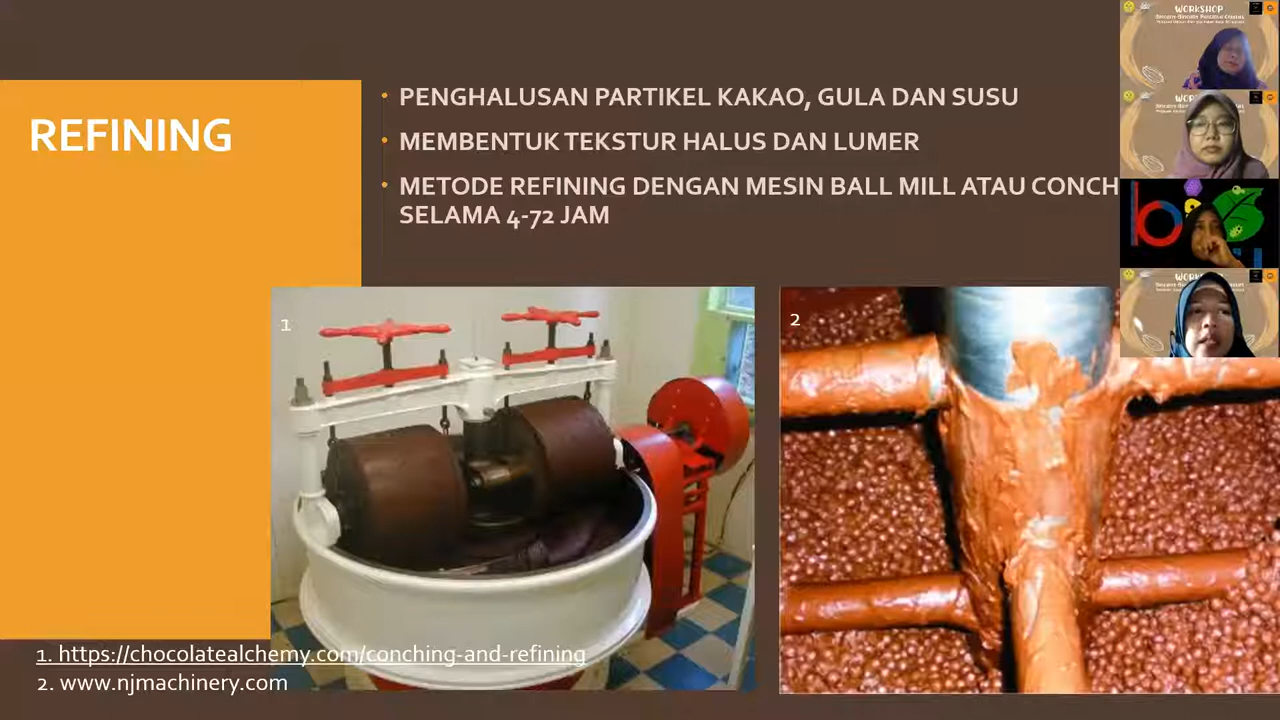 REFINING
• PENGHALUSAN PARTIKEL KAKAO, GULA DAN SUSU
• MEMBENTUK TEKSTUR HALUS DAN LUMER
• METODE REFINING DENGAN MESIN BALL MILL ATAU CONCH
SELAMA 4-72 JAM
1
2
1. https://chocolatealchemy.com/conching-and-refining
2. www.njmachinery.com
WORKSHOP